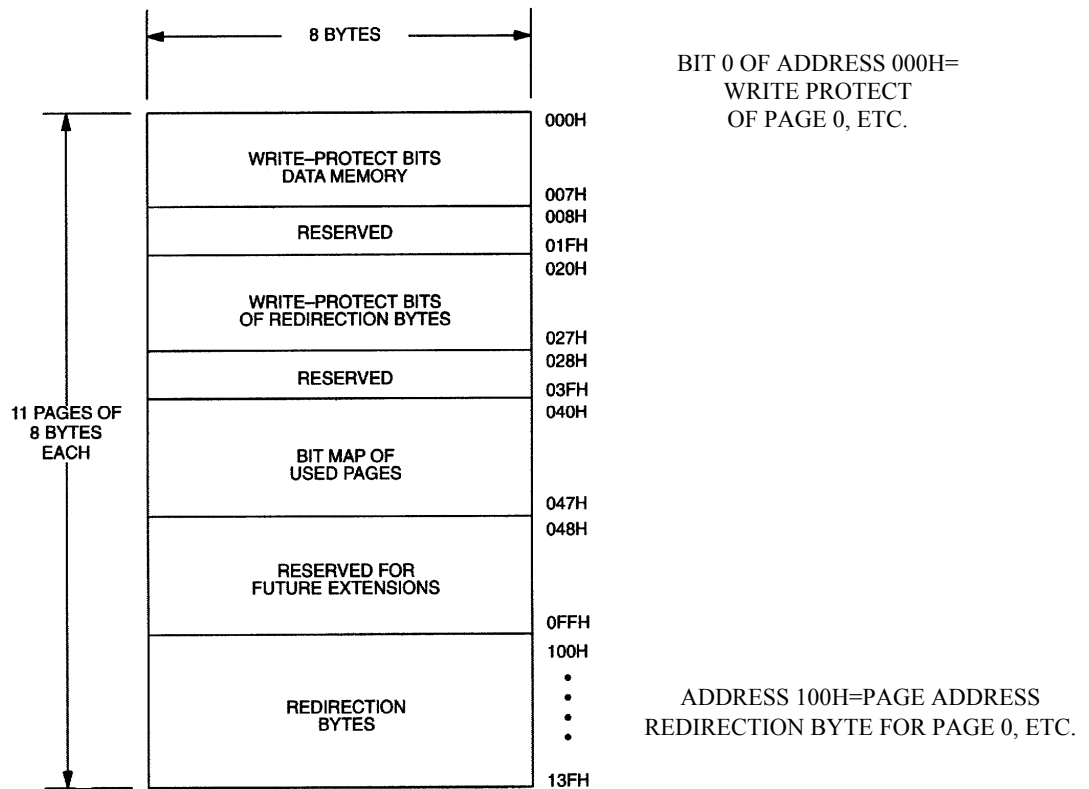 8 BYTES
BIT 0 OF ADDRESS 000H=
WRITE PROTECT
OF PAGE 0, ETC.
000H
WRITE–PROTECT BITS
DATA MEMORY
007H
008H
RESERVED
01FH
020H
WRITE–PROTECT BITS
OF REDIRECTION BYTES
027H
028H
RESERVED
03FH
11 PAGES OF
8 BYTES
EACH
040H
BIT MAP OF
USED PAGES
047H
048H
RESERVED FOR
FUTURE EXTENSIONS
0FFH
100H
REDIRECTION
BYTES
ADDRESS 100H=PAGE ADDRESS
REDIRECTION BYTE FOR PAGE 0, ETC.
13FH